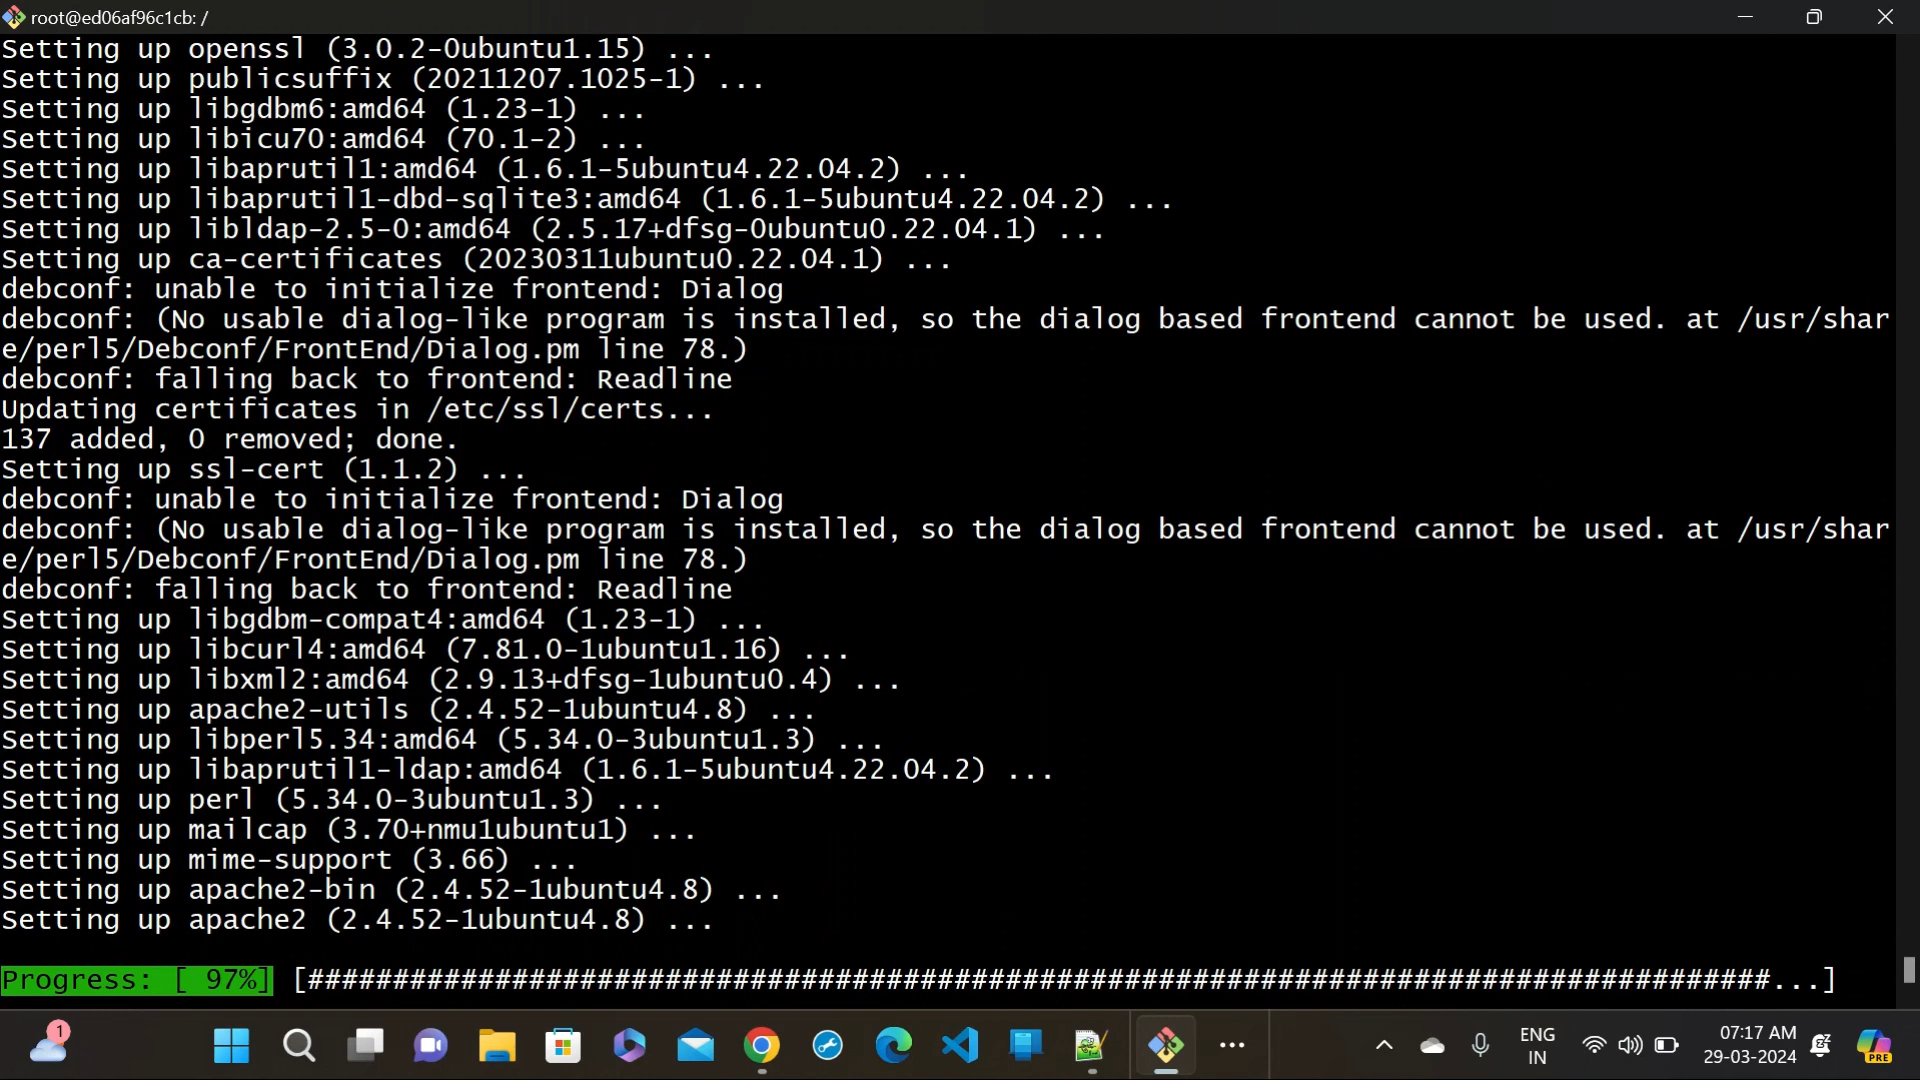 root@ed06af96c1cb: /
Setting up openssl (3.0.2-0ubuntu1.15) ...
Setting up publicsuffix (20211207.1025-1) ...
Setting up libgdbm6:amd64 (1.23-1) ...
Setting up libicu70:amd64 (70.1-2) ...
Setting up libaprutil1:amd64 (1.6.1-5ubuntu4.22.04.2) ...
Setting up libaprutil1-dbd-sqlite3:amd64 (1.6.1-5ubuntu4.22.04.2) ...
Setting up libldap-2.5-0:amd64 (2.5.17+dfsg-0ubuntu0.22.04.1) ...
Setting up ca-certificates (20230311ubuntu0.22.04.1) ...
debconf: unable to initialize frontend: Dialog
debconf: (No usable dialog-like program is installed, so the dialog based frontend cannot be used. at /usr/shar
e/perl5/Debconf/FrontEnd/Dialog.pm line 78.)
debconf: falling back to frontend: Readline
Updating certificates in /etc/ssl/certs...
137 added, 0 removed; done.
Setting up ssl-cert (1.1.2) ...
debconf: unable to initialize frontend: Dialog
debconf: (No usable dialog-like program is installed, so the dialog based frontend cannot be used. at /usr/shar
e/perl5/Debconf/FrontEnd/Dialog.pm line 78.)
debconf: falling back to frontend: Readline
Setting up libgdbm-compat4:amd64 (1.23-1) ...
Setting up libcurl4:amd64 (7.81.0-1ubuntu1.16) ...
Setting up libxml2:amd64 (2.9.13+dfsg-1ubuntu0.4) ...
Setting up apache2-utils (2.4.52-1ubuntu4.8) ...
Setting up libperl5.34:amd64 (5.34.0-3ubuntu1.3) ...
Setting up libaprutil1-ldap:amd64 (1.6.1-5ubuntu4.22.04.2) ...
Setting up perl (5.34.0-3ubuntu1.3) ...
Setting up mailcap (3.70+nmu1ubuntu1) ...
Setting up mime-support (3.66) ...
Setting up apache2-bin (2.4.52-1ubuntu4.8) ...
Setting up apache2 (2.4.52-1ubuntu4.8) ...
Progress: [ 97%] [######################################################################################...]
1
ENG
IN
07:17 AM
29-03-2024
PRE